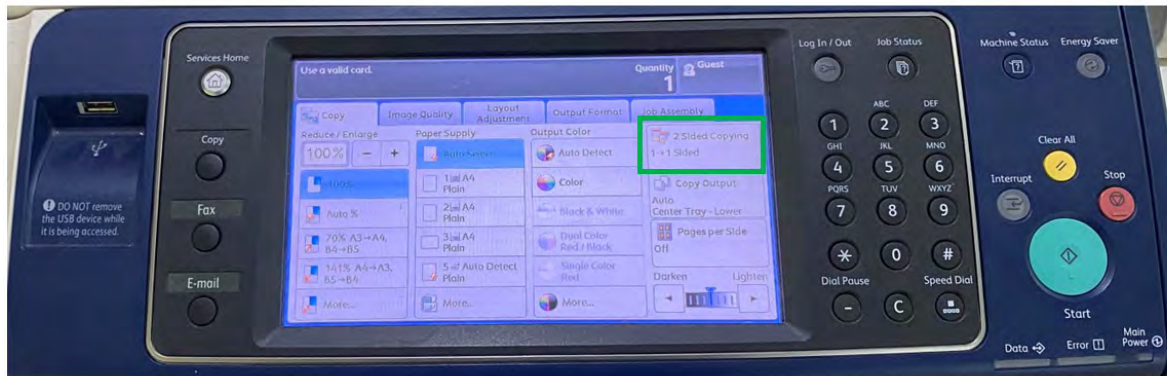 Services Home
DO NOT remove
the USB device while
it is being accessed.
Copy
Fax
E-mail
Use a valid card.
Quantity
1
Guest
Copy
Image Quality
Layout
Adjustment
Output Format
Job Assembly
Reduce / Enlarge
100%
−
+
100%
Auto %
70% A3→A4,
B4→B5
141% A4→A3,
B5→B4
More...
Paper Supply
Auto Select
1 A4
Plain
2 A4
Plain
3 A4
Plain
5 Auto Detect
Plain
More...
Output Color
Auto Detect
Color
Black & White
Dual Color
Red / Black
Single Color
Red
More...
2 Sided Copying
1→1 Sided
Copy Output
Auto
Center Tray - Lower
Pages per Side
Off
Darken
Lighten
Log In / Out
Job Status
Machine Status
Energy Saver
1
ABC
2
DEF
3
GHI
4
JKL
5
MNO
6
PQRS
7
TUV
8
WXYZ
9
*
0
#
Dial Pause
-
C
Speed Dial
Clear All
Interrupt
Stop
Start
Data
Error
Main
Power